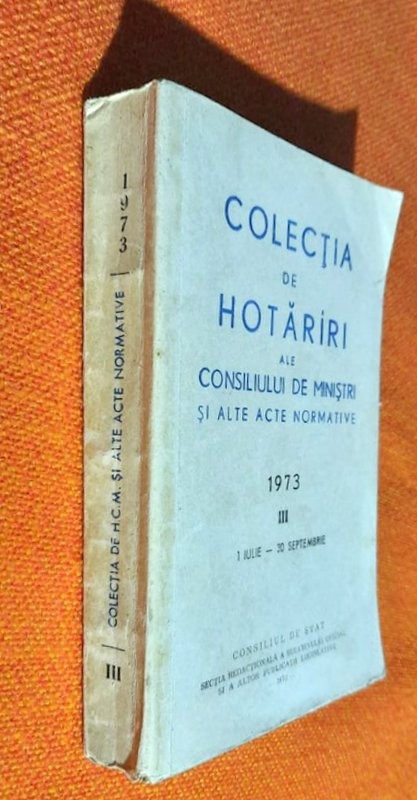 1973
COLECȚIA DE H.C.M. ȘI ALTE ACTE NORMATIVE
III
COLECȚIA
DE
HOTĂRÎRI
ALE
CONSILIULUI DE MINIȘTRI
ȘI ALTE ACTE NORMATIVE
1973
III
1 IULIE — 30 SEPTEMBRIE
CONSILIUL DE STAT
SECȚIA REDACȚIONALĂ A BULETINULUI OFICIAL
ȘI A ALTOR PUBLICAȚII LEGISLATIVE